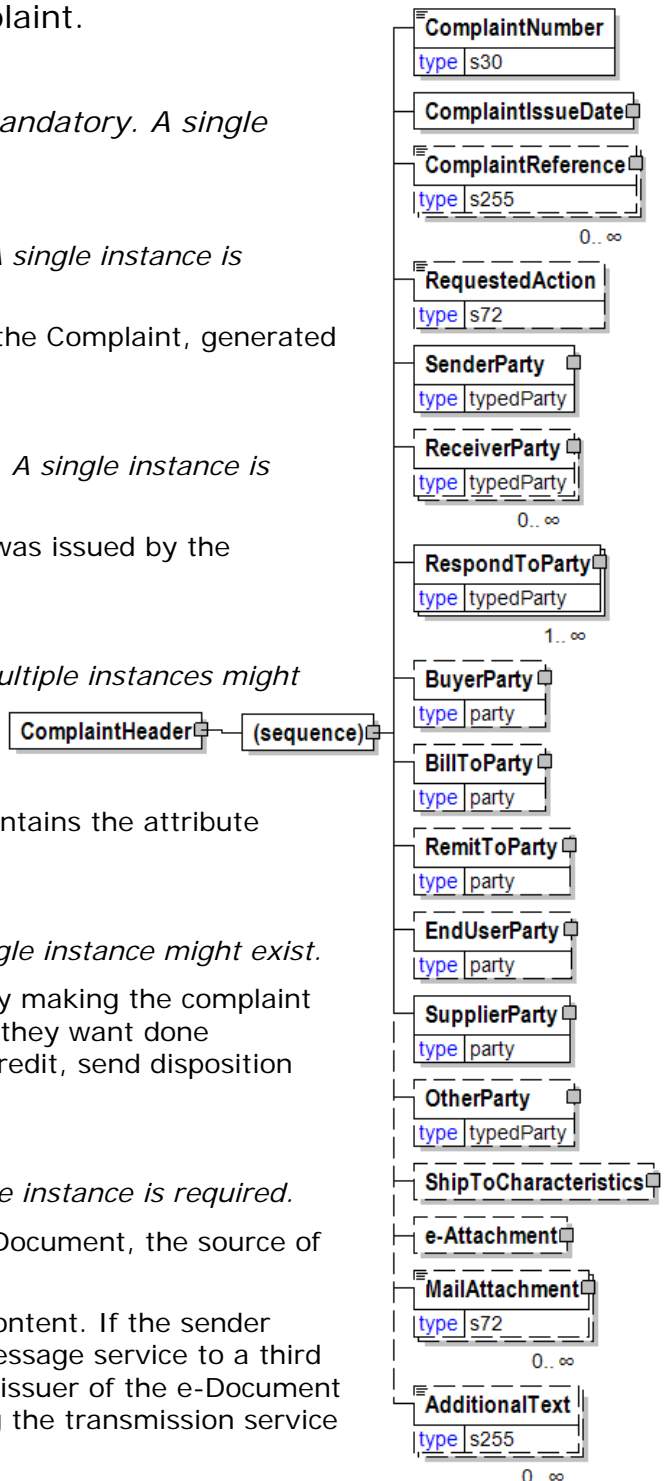 plaint.
andatory. A single
A single instance is
the Complaint, generated
A single instance is
was issued by the
ultiple instances might
ntains the attribute
gle instance might exist.
y making the complaint
they want done
redit, send disposition
e instance is required.
Document, the source of
ontent. If the sender
essage service to a third
issuer of the e-Document
g the transmission service
ComplaintHeader
(sequence)
ComplaintNumber
type s30
ComplaintIssueDate
ComplaintReference
type s255
0.. ∞
RequestedAction
type s72
SenderParty
type typedParty
ReceiverParty
type typedParty
0.. ∞
RespondToParty
type typedParty
1.. ∞
BuyerParty
type party
BillToParty
type party
RemitToParty
type party
EndUserParty
type party
SupplierParty
type party
OtherParty
type typedParty
ShipToCharacteristics
e-Attachment
MailAttachment
type s72
0.. ∞
AdditionalText
type s255
0.. ∞